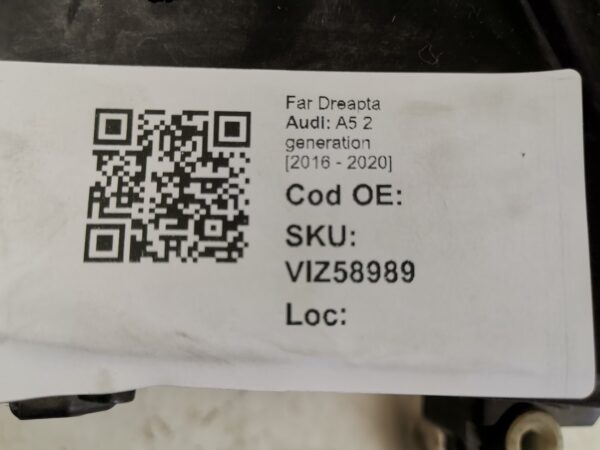 Far Dreapta
Audi: A5 2
generation
[2016 - 2020]
Cod OE:
SKU:
VIZ58989
Loc: